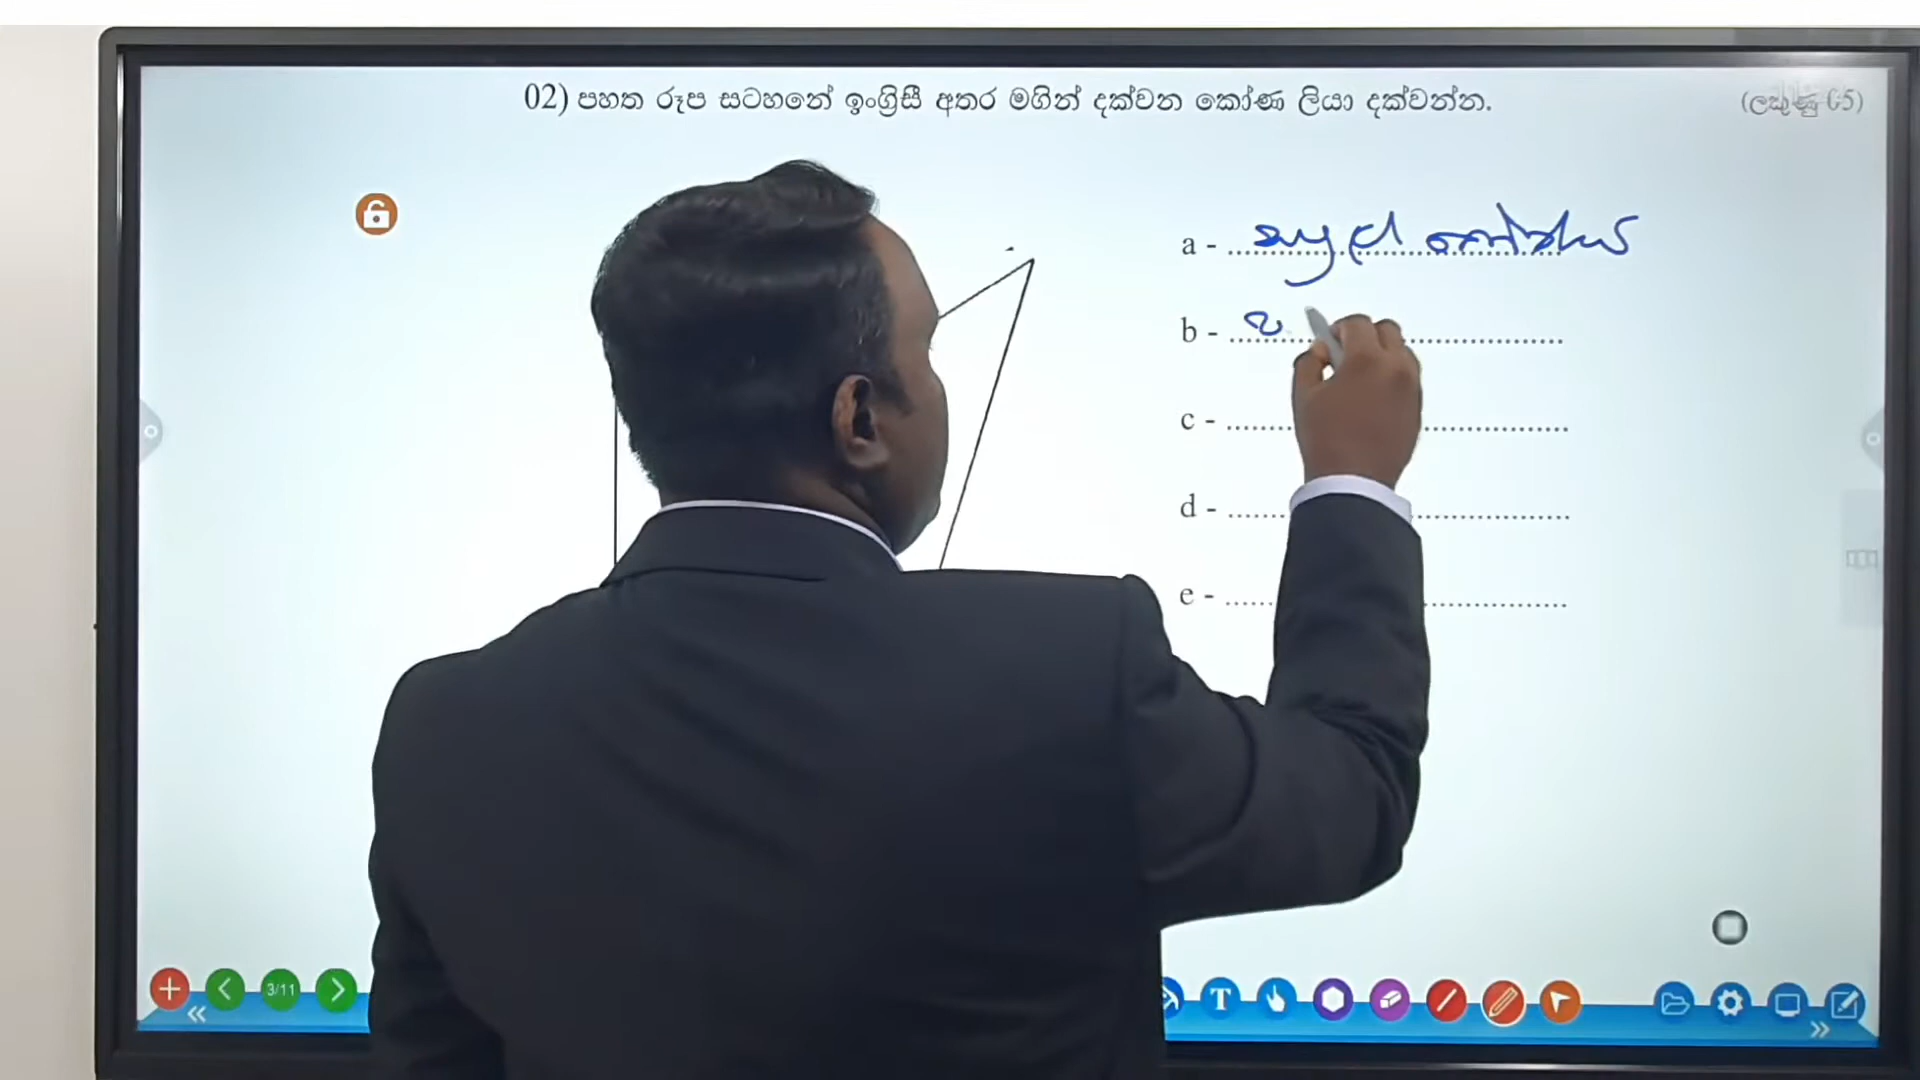 02) පහත රූප සටහනේ ඉංග්‍රිසී අතර මගින් දක්වන කෝණ ලියා දක්වන්න. (ලකුණු 05)
a - සෘජු කෝණය
b -
c -
d -
e -
3/11
T